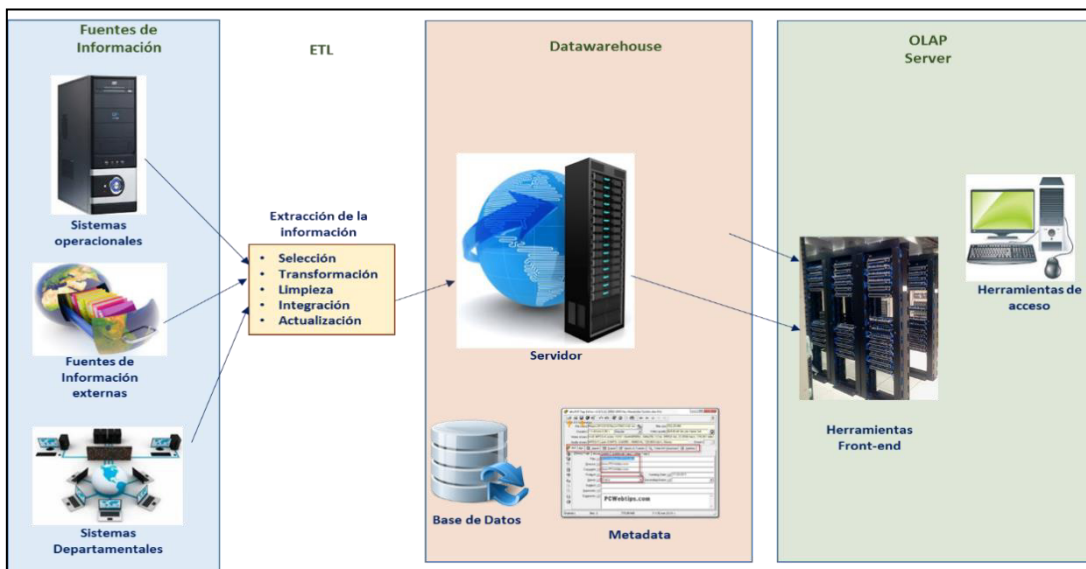 Fuentes de
Información
Sistemas
operacionales
Fuentes de
Información
externas
Sistemas
Departamentales
ETL
Extracción de la
información
• Selección
• Transformación
• Limpieza
• Integración
• Actualización
Datawarehouse
Servidor
Base de Datos
PCWebtips.com
Metadata
OLAP
Server
Herramientas de
acceso
Herramientas
Front-end